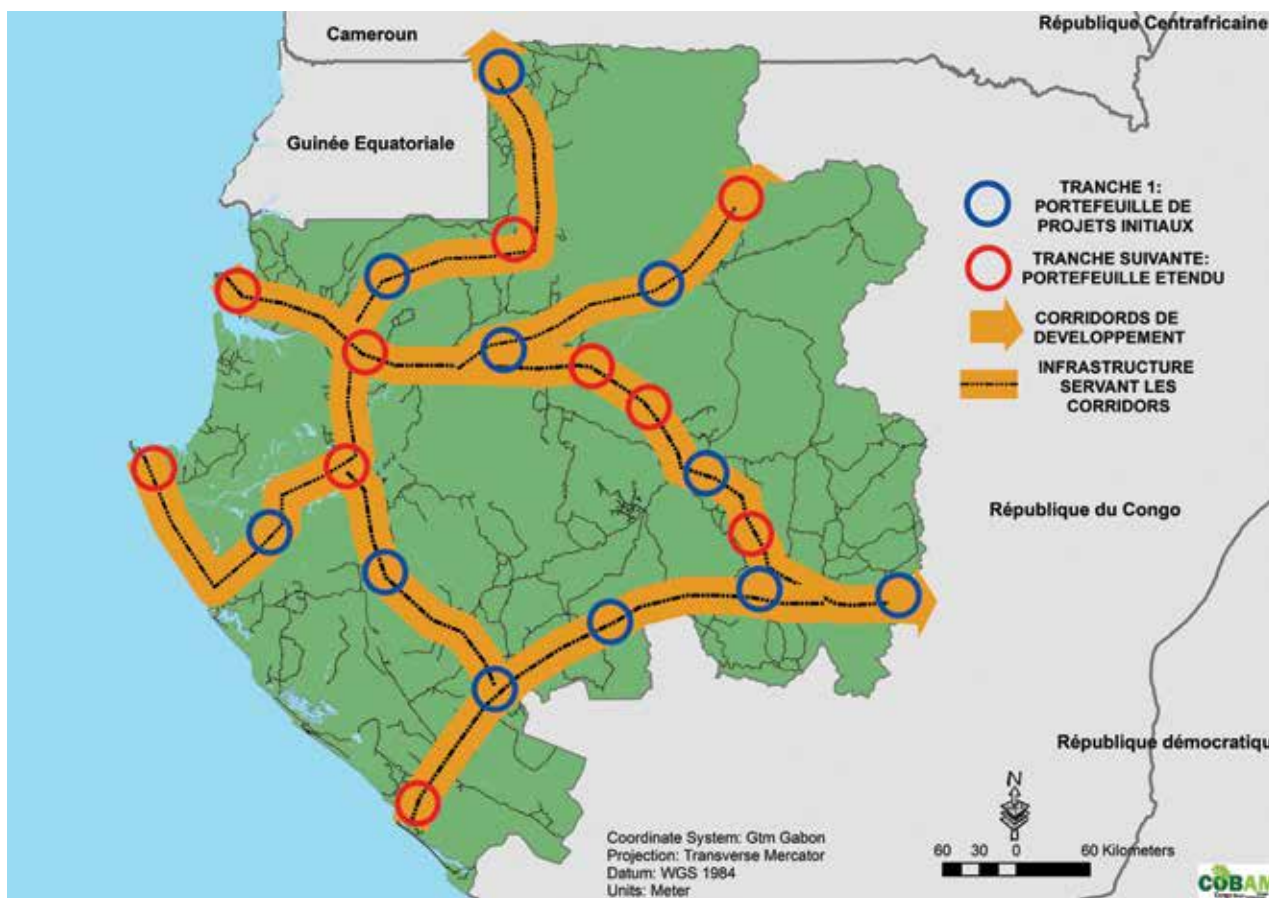 Cameroun
République Centrafricaine
Guinée Equatoriale
TRANCHE 1:
PORTEFEUILLE DE
PROJETS INITIAUX
TRANCHE SUIVANTE:
PORTEFEUILLE ETENDU
CORRIDORDS DE
DEVELOPPEMENT
INFRASTRUCTURE
SERVANT LES
CORRIDORS
République du Congo
République démocratiqu
N
Coordinate System: Gtm Gabon
Projection: Transverse Mercator
Datum: WGS 1984
Units: Meter
60 30 0 60 Kilometers
COBAM